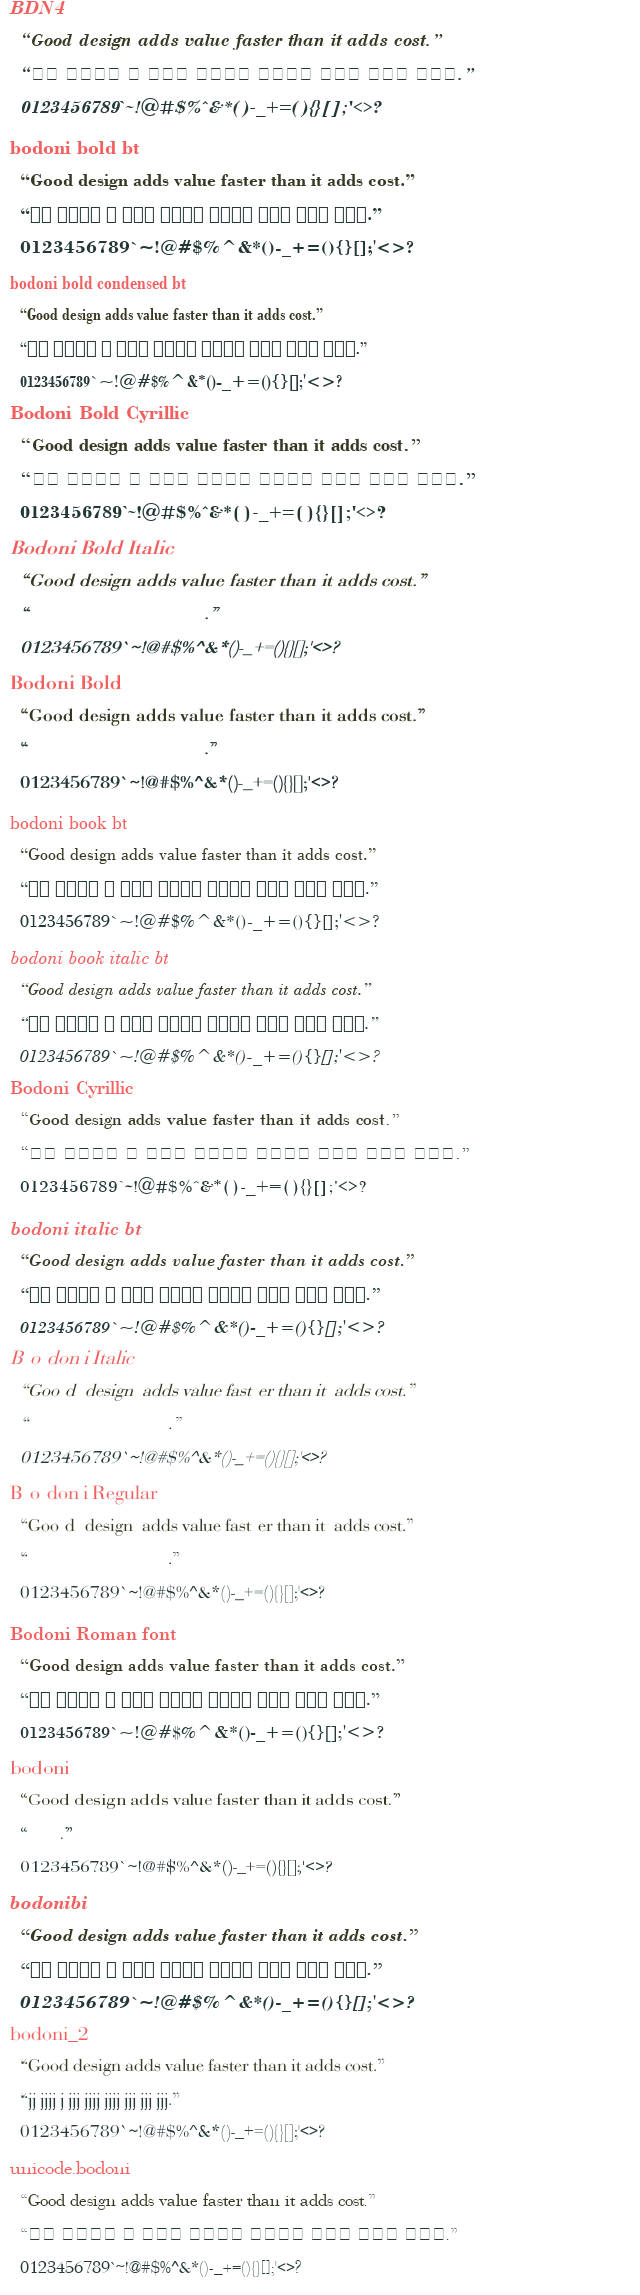 BDN4
“Good design adds value faster than it adds cost.”
“□□ □□□□ □ □□□ □□□□ □□□□ □□□ □□□ □□□.”
0123456789`~!@#$%^&*()-_+=(){}[];'<>?
bodoni bold bt
“Good design adds value faster than it adds cost.”
“□□ □□□□ □ □□□ □□□□ □□□□ □□□ □□□ □□□.”
0123456789`~!@#$%^&*()-_+=(){}[];'<>?
bodoni bold condensed bt
“Good design adds value faster than it adds cost.”
“□□ □□□□ □ □□□ □□□□ □□□□ □□□ □□□ □□□.”
0123456789`~!@#$%^&*()-_+=(){}[];'<>?
Bodoni Bold Cyrillic
“Good design adds value faster than it adds cost.”
“□□ □□□□ □ □□□ □□□□ □□□□ □□□ □□□ □□□.”
0123456789`~!@#$%^&*()-_+=(){}[];'<>?
Bodoni Bold Italic
“Good design adds value faster than it adds cost.”
“ .”
0123456789`~!@#$%^&*()-_+=(){}[];'<>?
Bodoni Bold
“Good design adds value faster than it adds cost.”
“ .”
0123456789`~!@#$%^&*()-_+=(){}[];'<>?
bodoni book bt
“Good design adds value faster than it adds cost.”
“□□ □□□□ □ □□□ □□□□ □□□□ □□□ □□□ □□□.”
0123456789`~!@#$%^&*()-_+=(){}[];'<>?
bodoni book italic bt
“Good design adds value faster than it adds cost.”
“□□ □□□□ □ □□□ □□□□ □□□□ □□□ □□□ □□□.”
0123456789`~!@#$%^&*()-_+=(){}[];'<>?
Bodoni Cyrillic
“Good design adds value faster than it adds cost.”
“□□ □□□□ □ □□□ □□□□ □□□□ □□□ □□□ □□□.”
0123456789`~!@#$%^&*()-_+=(){}[];'<>?
bodoni italic bt
“Good design adds value faster than it adds cost.”
“□□ □□□□ □ □□□ □□□□ □□□□ □□□ □□□ □□□.”
0123456789`~!@#$%^&*()-_+=(){}[];'<>?
Bodoni Italic
“Good design adds value faster than it adds cost.”
“ .”
0123456789`~!@#$%^&*()-_+=(){}[];'<>?
Bodoni Regular
“Good design adds value faster than it adds cost.”
“ .”
0123456789`~!@#$%^&*()-_+=(){}[];'<>?
Bodoni Roman font
“Good design adds value faster than it adds cost.”
“□□ □□□□ □ □□□ □□□□ □□□□ □□□ □□□ □□□.”
0123456789`~!@#$%^&*()-_+=(){}[];'<>?
bodoni
“Good design adds value faster than it adds cost.”
“ .”
0123456789`~!@#$%^&*()-_+=(){}[];'<>?
bodonibi
“Good design adds value faster than it adds cost.”
“□□ □□□□ □ □□□ □□□□ □□□□ □□□ □□□ □□□.”
0123456789`~!@#$%^&*()-_+=(){}[];'<>?
bodoni_2
“Good design adds value faster than it adds cost.”
“jj jjjj j jjj jjjj jjjj jjj jjj jjj.”
0123456789`~!@#$%^&*()-_+=(){}[];'<>?
unicode.bodoni
“Good design adds value faster than it adds cost.”
“□□ □□□□ □ □□□ □□□□ □□□□ □□□ □□□ □□□.”
0123456789`~!@#$%^&*()-_+=(){}[];'<>?